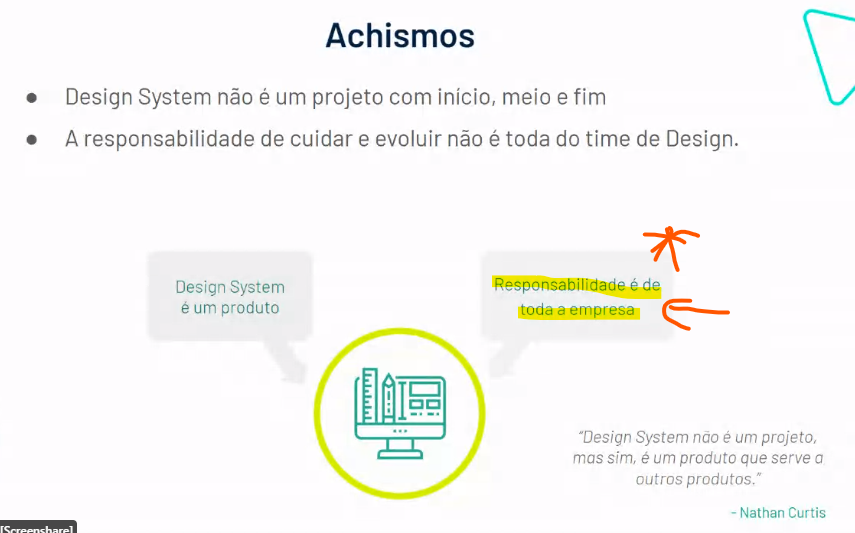 Achismos
● Design System não é um projeto com início, meio e fim
● A responsabilidade de cuidar e evoluir não é toda do time de Design.
Design System
é um produto
Responsabilidade é de
toda a empresa
“Design System não é um projeto,
mas sim, é um produto que serve a
outros produtos.”
- Nathan Curtis
[Screenshare]